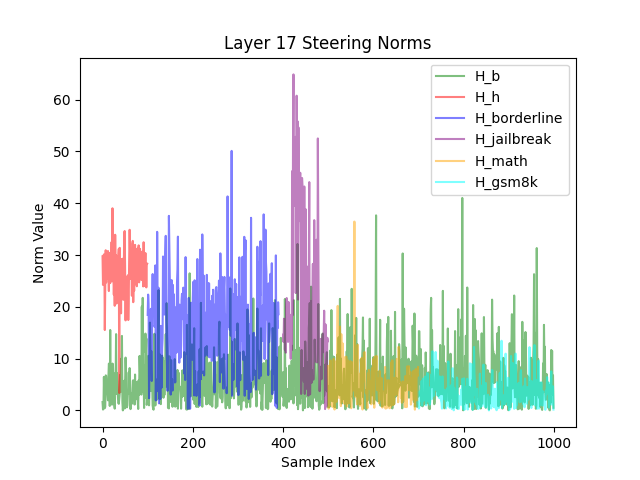 Layer 17 Steering Norms
H_b
H_h
H_borderline
H_jailbreak
H_math
H_gsm8k
Norm Value
60
50
40
30
20
10
0
0 200 400 600 800 1000
Sample Index